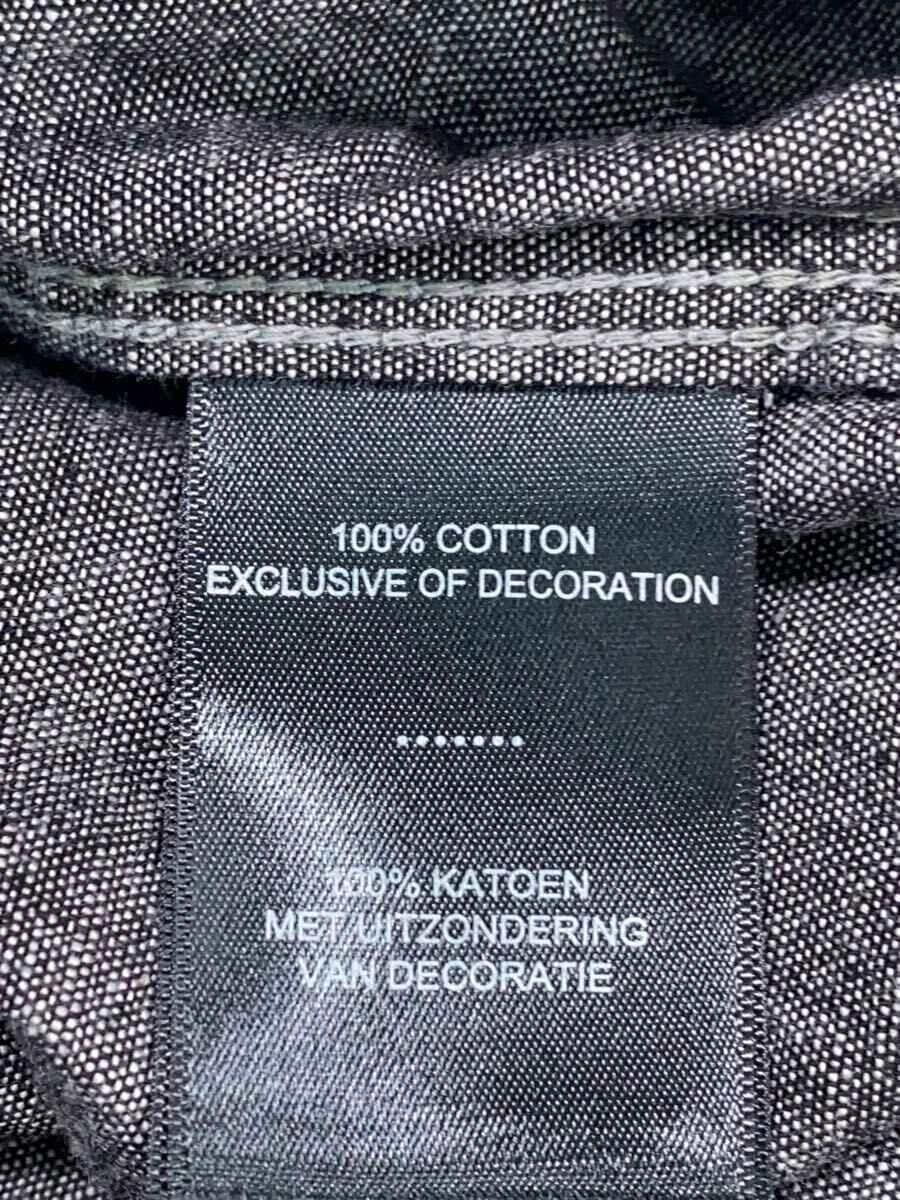 100% COTTON
EXCLUSIVE OF DECORATION
.......
100% KATOEN
MET UITZONDERING
VAN DECORATIE